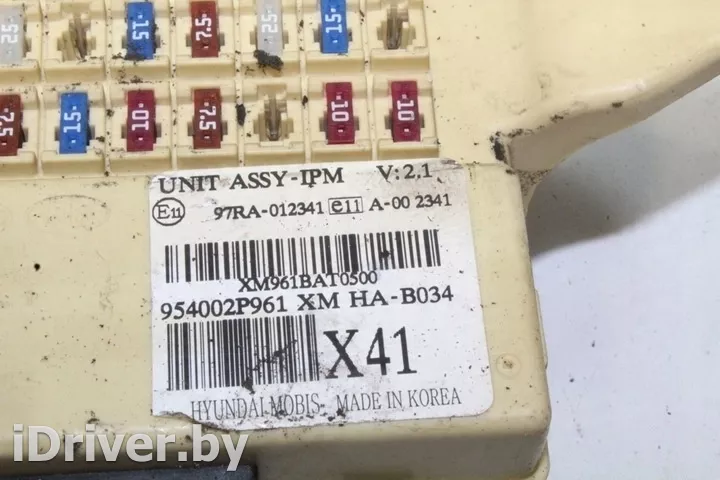 25 15 7.5 25 15
7.5 15 10 7.5 10 10
UNIT ASSY-IPM V:2.1
E11 97RA-012341 e11 A-00 2341
XM961BAT0500
954002P961 XM HA-B034
X41
HYUNDAI MOBIS MADE IN KOREA
iDriver.by